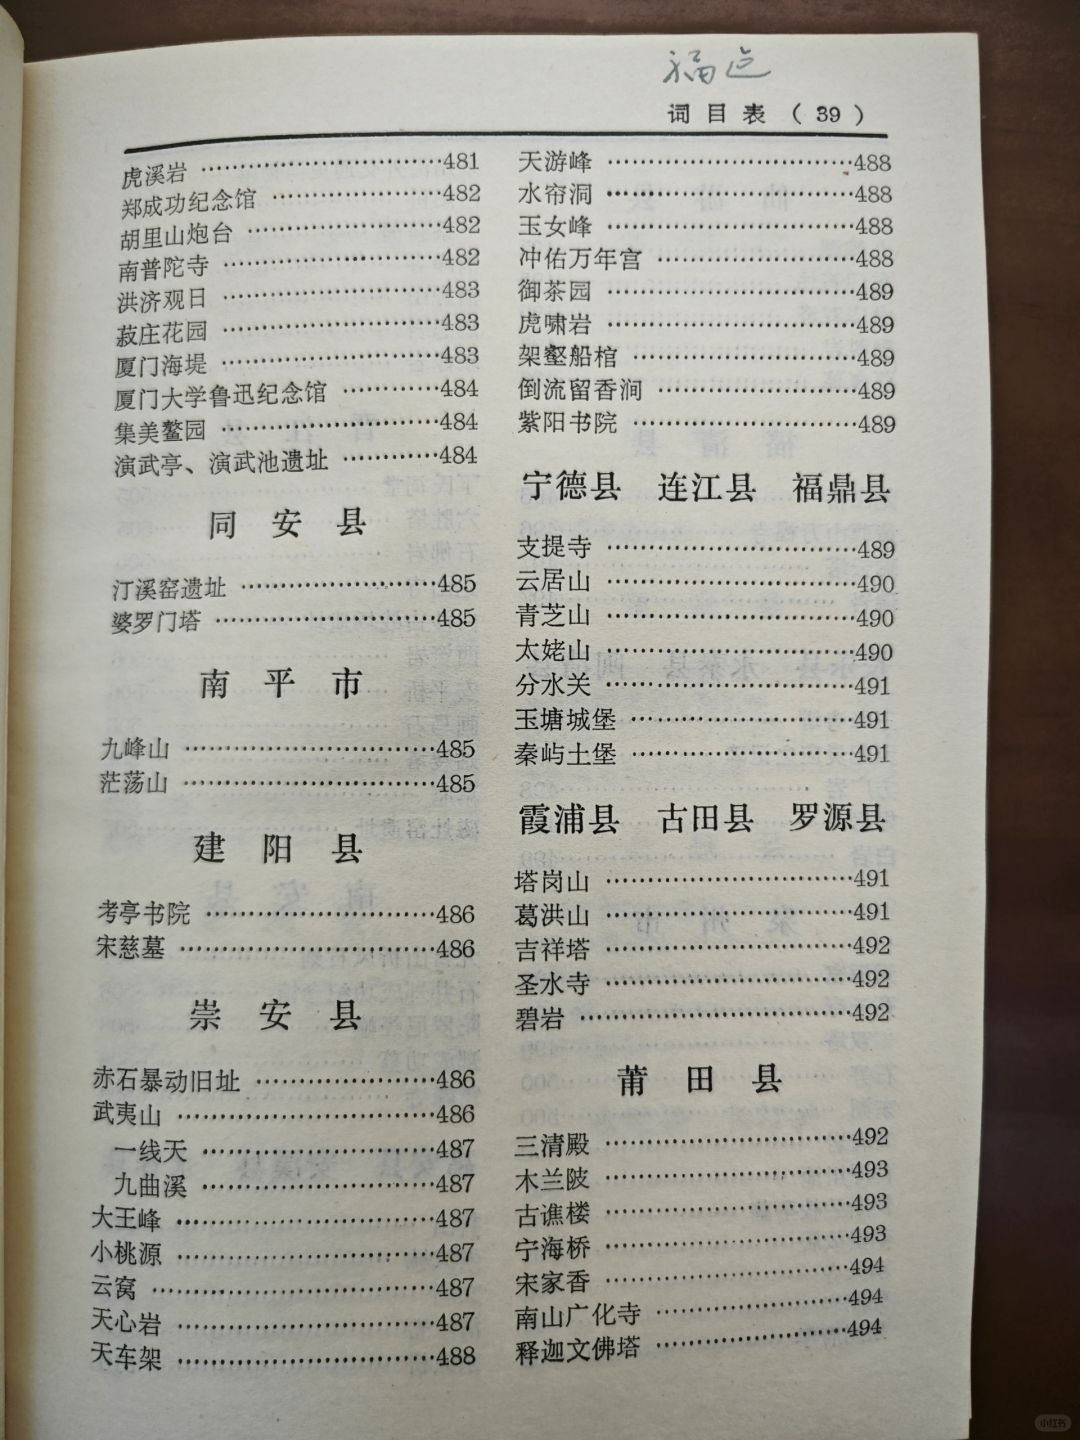 福建
词目表(39)
虎溪岩 ……481
郑成功纪念馆 ……482
胡里山炮台 ……482
南普陀寺 ……482
洪济观日 ……483
菽庄花园 ……483
厦门海堤 ……483
厦门大学鲁迅纪念馆 ……484
集美鳌园 ……484
演武亭、演武池遗址 ……484
同安县
汀溪窑遗址 ……485
婆罗门塔 ……485
南平市
九峰山 ……485
茫荡山 ……485
建阳县
考亭书院 ……486
宋慈墓 ……486
崇安县
赤石暴动旧址 ……486
武夷山 ……486
一线天 ……487
九曲溪 ……487
大王峰 ……487
小桃源 ……487
云窝 ……487
天心岩 ……487
天车架 ……488
天游峰 ……488
水帘洞 ……488
玉女峰 ……488
冲佑万年宫 ……488
御茶园 ……489
虎啸岩 ……489
架壑船棺 ……489
倒流留香涧 ……489
紫阳书院 ……489
宁德县 连江县 福鼎县
支提寺 ……489
云居山 ……490
青芝山 ……490
太姥山 ……490
分水关 ……491
玉塘城堡 ……491
秦屿土堡 ……491
霞浦县 古田县 罗源县
塔岗山 ……491
葛洪山 ……491
吉祥塔 ……492
圣水寺 ……492
碧岩 ……492
莆田县
三清殿 ……492
木兰陂 ……493
古谯楼 ……493
宁海桥 ……493
宋家香 ……494
南山广化寺 ……494
释迦文佛塔 ……494
小红书